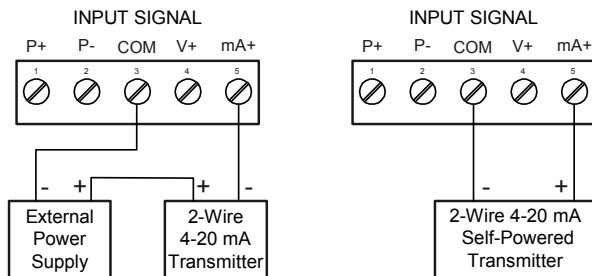 INPUT SIGNAL
P+ P- COM V+ mA+
1 2 3 4 5
- + + -
External
Power
Supply
2-Wire
4-20 mA
Transmitter
INPUT SIGNAL
P+ P- COM V+ mA+
1 2 3 4 5
- +
2-Wire 4-20 mA
Self-Powered
Transmitter